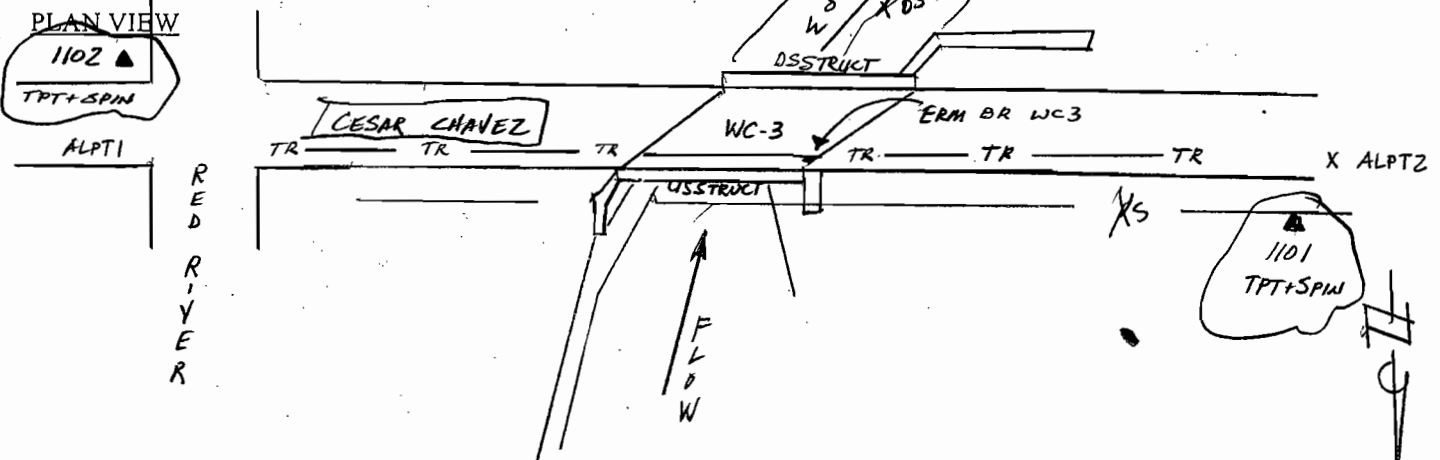 PLAN VIEW
1102
TPT+SPIN
ALPT1
RED RIVER
CESAR CHAVEZ
TR TR TR
WC-3
DSSTRUCT
XDS
ERM BR WC3
TR TR TR
X ALPT2
USSTRUCT
FLOW
XS
1101
TPT+SPIN